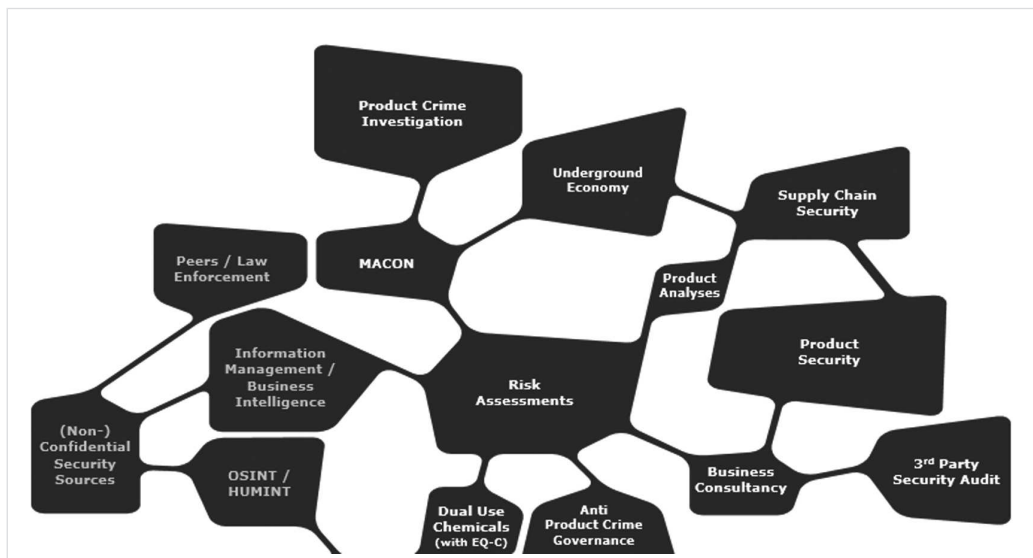 Product Crime
Investigation
Underground
Economy
Supply Chain
Security
Peers / Law
Enforcement
MACON
Product
Analyses
Information
Management /
Business
Intelligence
Risk
Assessments
Product
Security
(Non-)
Confidential
Security
Sources
OSINT /
HUMINT
Dual Use
Chemicals
(with EQ-C)
Anti
Product Crime
Governance
Business
Consultancy
3rd Party
Security Audit